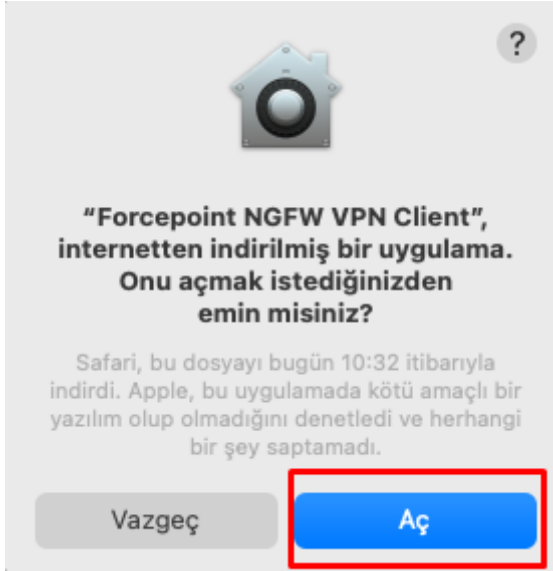 ?
“Forcepoint NGFW VPN Client”,
internetten indirilmiş bir uygulama.
Onu açmak istediğinizden
emin misiniz?
Safari, bu dosyayı bugün 10:32 itibarıyla
indirdi. Apple, bu uygulamada kötü amaçlı bir
yazılım olup olmadığını denetledi ve herhangi
bir şey saptamadı.
Vazgeç
Aç